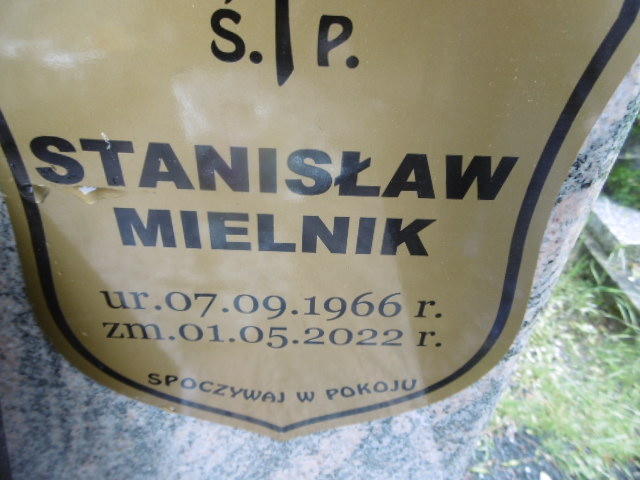 Ś. P.
STANISŁAW
MIELNIK
ur.07.09.1966 r.
zm.01.05.2022 r.
SPOCZYWAJ W POKOJU